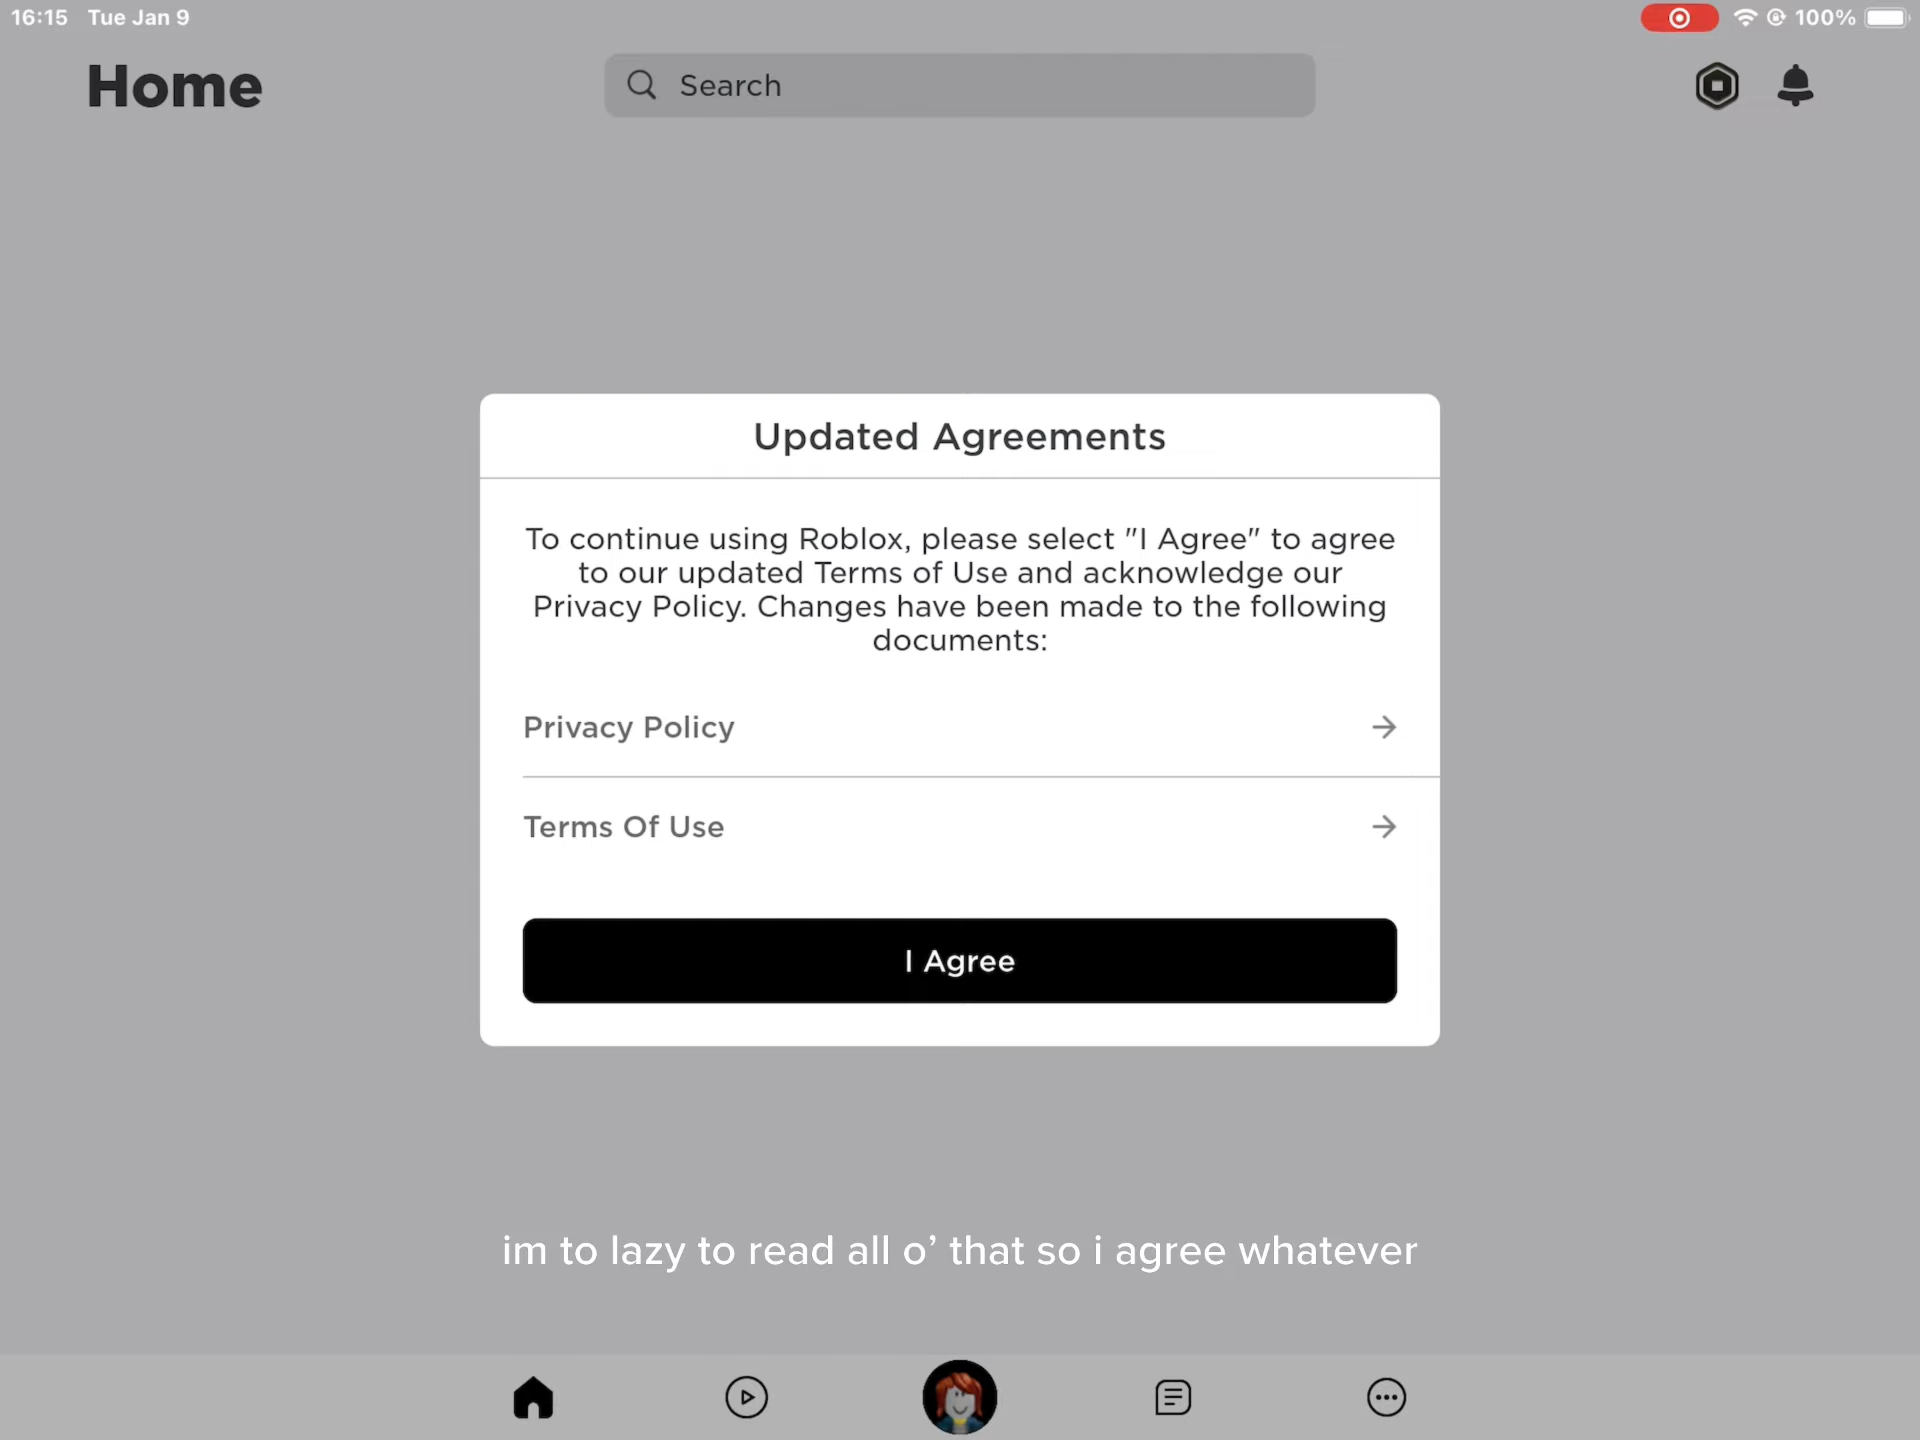 16:15 Tue Jan 9
100%
Home
Search
Updated Agreements
To continue using Roblox, please select "I Agree" to agree
to our updated Terms of Use and acknowledge our
Privacy Policy. Changes have been made to the following
documents:
Privacy Policy
Terms Of Use
I Agree
im to lazy to read all o’ that so i agree whatever